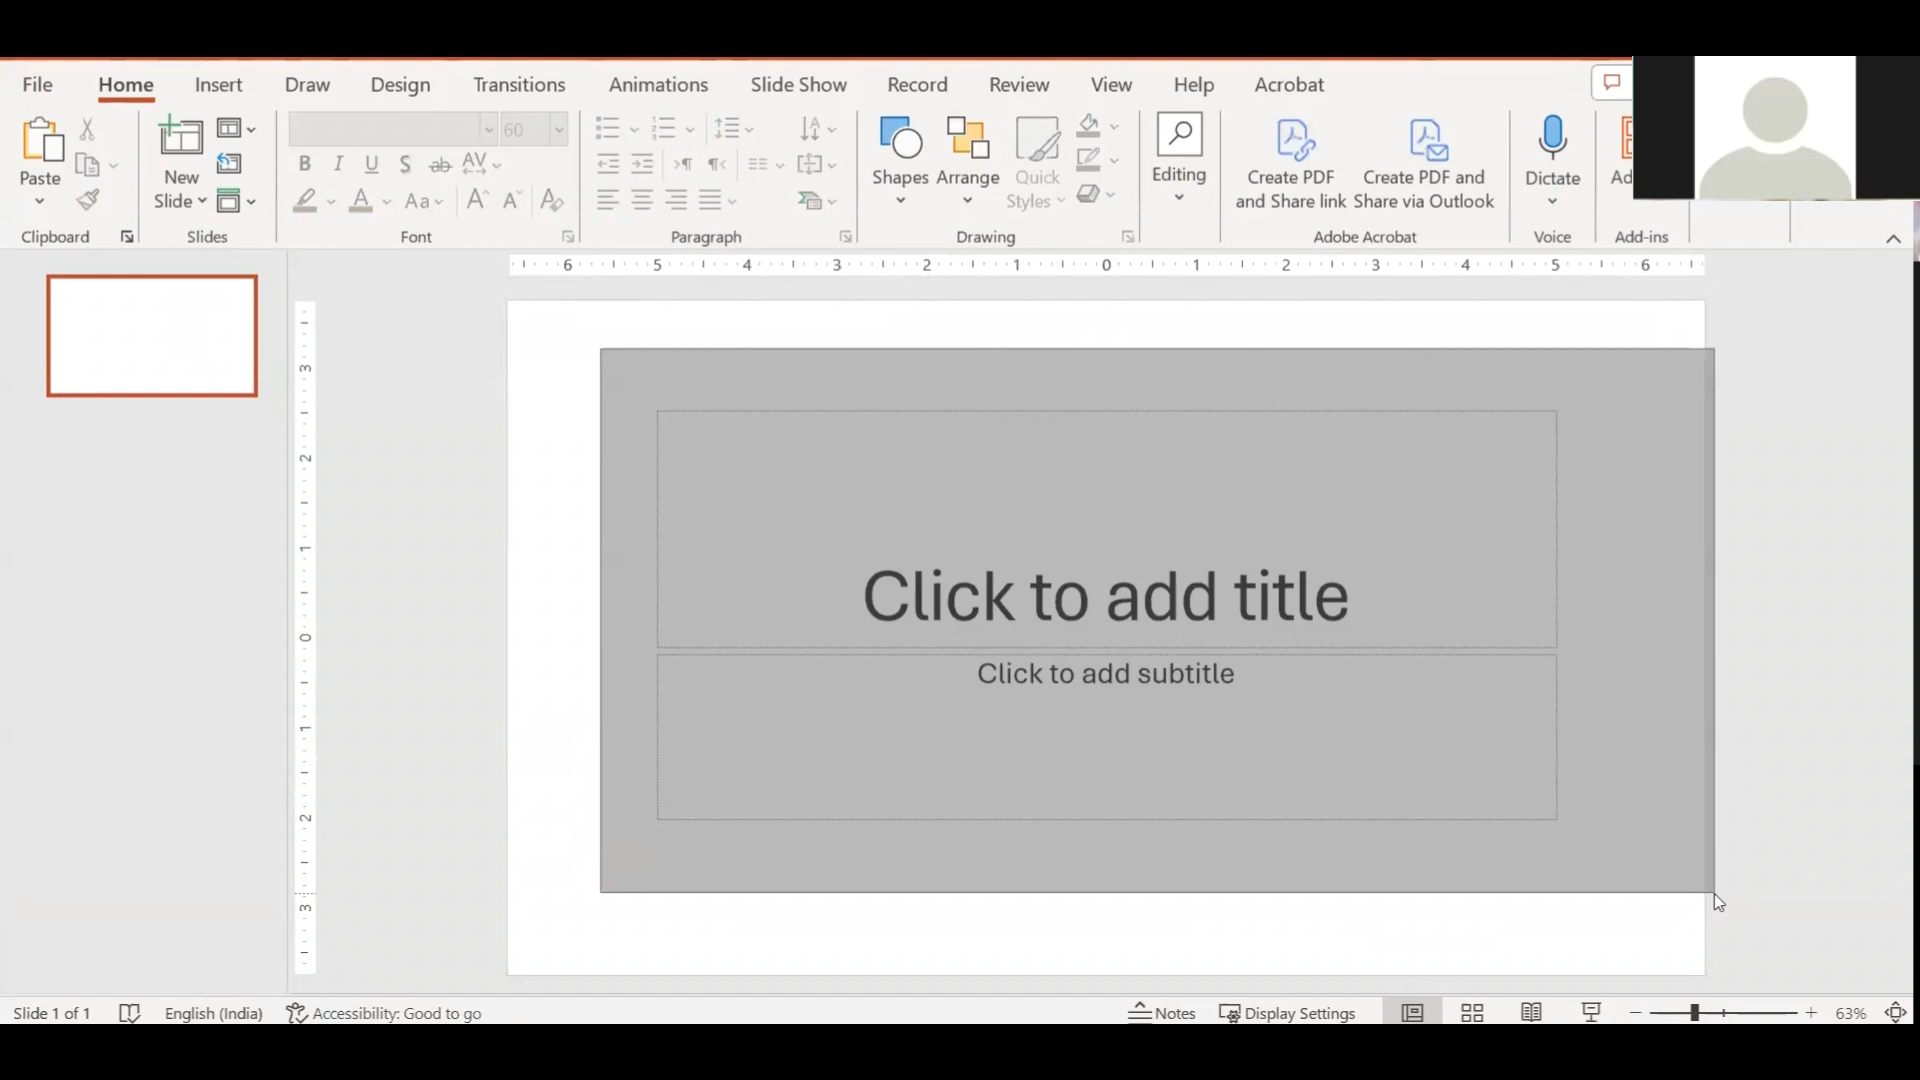 File Home Insert Draw Design Transitions Animations Slide Show Record Review View Help Acrobat
Paste
New
Slide
60
B I U S ab AV
A Aa A A A
Shapes Arrange Quick
Styles
Editing
Create PDF
and Share link
Create PDF and
Share via Outlook
Dictate
Ad
Clipboard Slides Font Paragraph Drawing Adobe Acrobat Voice Add-ins
6 5 4 3 2 1 0 1 2 3 4 5 6
3
2
1
0
1
2
3
Click to add title
Click to add subtitle
Slide 1 of 1 English (India) Accessibility: Good to go Notes Display Settings 63%